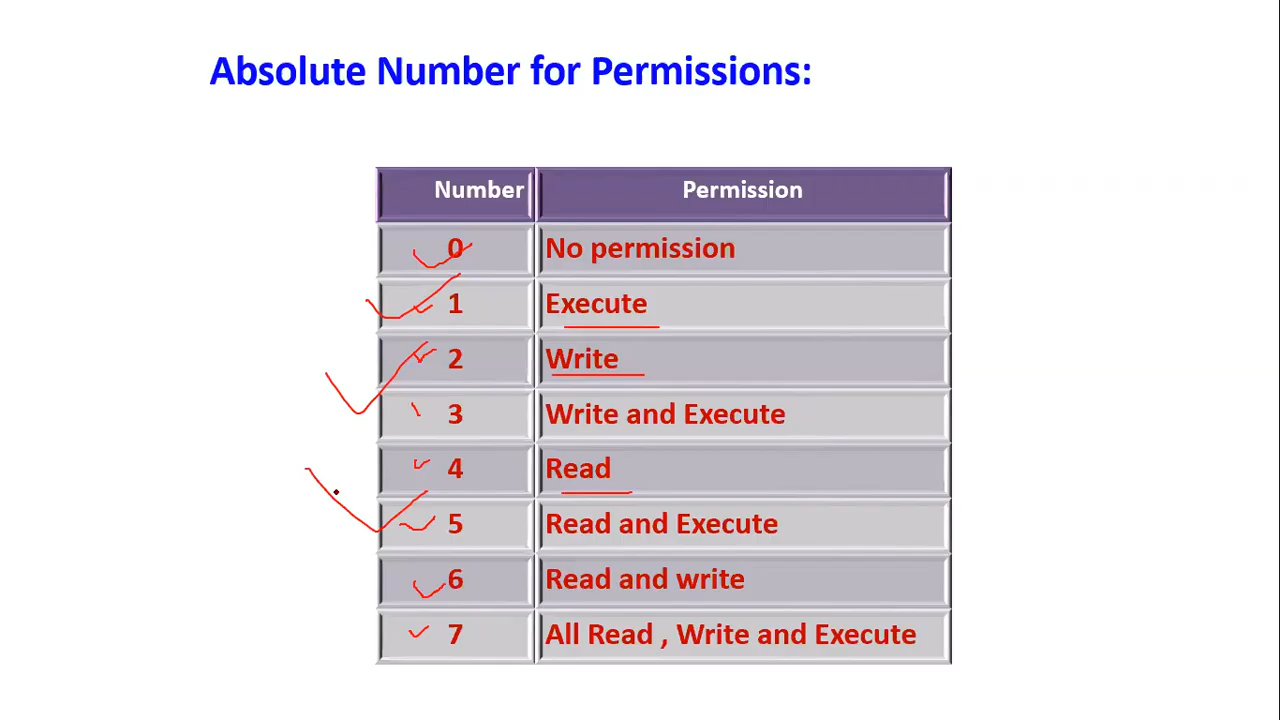 Absolute Number for Permissions:
Number Permission
0 No permission
1 Execute
2 Write
3 Write and Execute
4 Read
5 Read and Execute
6 Read and write
7 All Read , Write and Execute